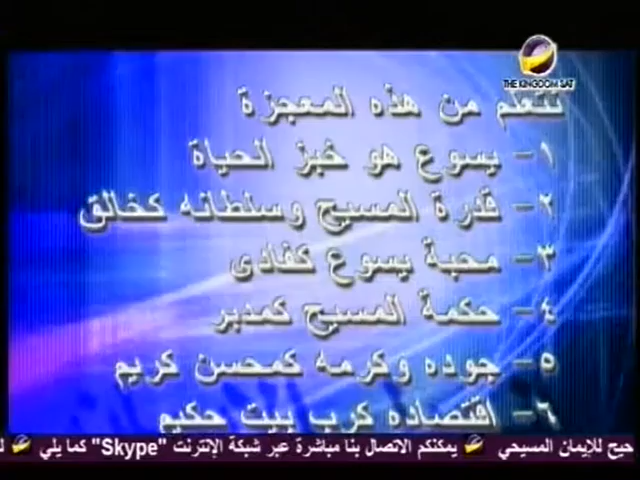 THE KINGDOM SAT
نتعلم من هذه المعجزة
١- يسوع هو خبز الحياة
٢- قدرة المسيح وسلطانه كخالق
٣- محبة يسوع كفادى
٤- حكمة المسيح كمدبر
٥- جوده وكرمه كمحسن كريم
٦- اقتصاده كرب بيت حكيم
حيح للإيمان المسيحي يمكنكم الاتصال بنا مباشرة عبر شبكة الإنترنت "Skype" كما يلي